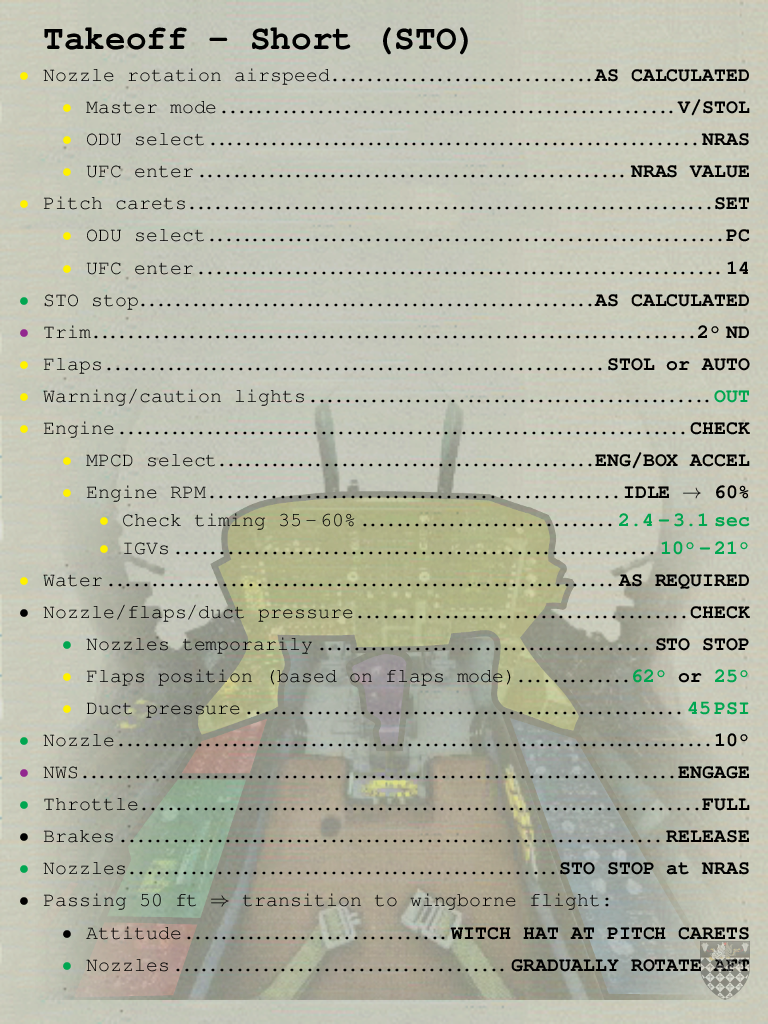 Takeoff – Short (STO)
• Nozzle rotation airspeed..............................AS CALCULATED
• Master mode..................................................V/STOL
• ODU select......................................................NRAS
• UFC enter................................................NRAS VALUE
• Pitch carets..........................................................SET
• ODU select.........................................................PC
• UFC enter..........................................................14
• STO stop..................................................AS CALCULATED
• Trim...................................................................2° ND
• Flaps.......................................................STOL or AUTO
• Warning/caution lights.............................................OUT
• Engine...............................................................CHECK
• MPCD select..........................................ENG/BOX ACCEL
• Engine RPM..............................................IDLE → 60%
• Check timing 35–60%............................2.4–3.1 sec
• IGVs......................................................10°–21°
• Water.........................................................AS REQUIRED
• Nozzle/flaps/duct pressure.....................................CHECK
• Nozzles temporarily.....................................STO STOP
• Flaps position (based on flaps mode).............62° or 25°
• Duct pressure.................................................45PSI
• Nozzle..................................................................10°
• NWS...................................................................ENGAGE
• Throttle..............................................................FULL
• Brakes.............................................................RELEASE
• Nozzles................................................STO STOP at NRAS
• Passing 50 ft ⇒ transition to wingborne flight:
• Attitude.............................WITCH HAT AT PITCH CARETS
• Nozzles.....................................GRADUALLY ROTATE AFT